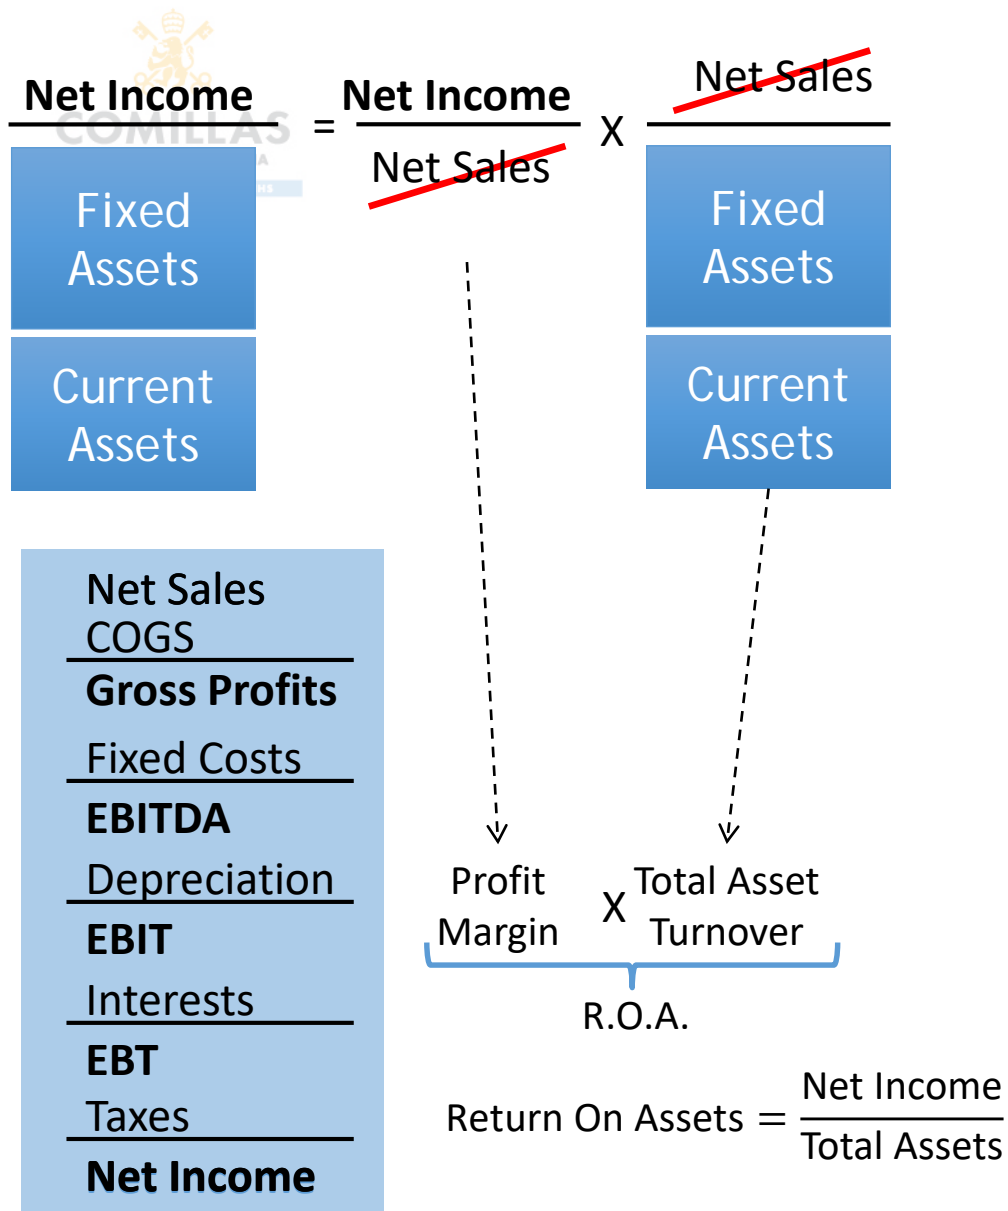 Net Income
COMILLAS
=
Net Income
Net Sales
X
Net Sales
Fixed
Assets
Current
Assets
Fixed
Assets
Current
Assets
Net Sales
COGS
Gross Profits
Fixed Costs
EBITDA
Depreciation
EBIT
Interests
EBT
Taxes
Net Income
Profit
Margin
X
Total Asset
Turnover
R.O.A.
Return On Assets = Net Income
Total Assets